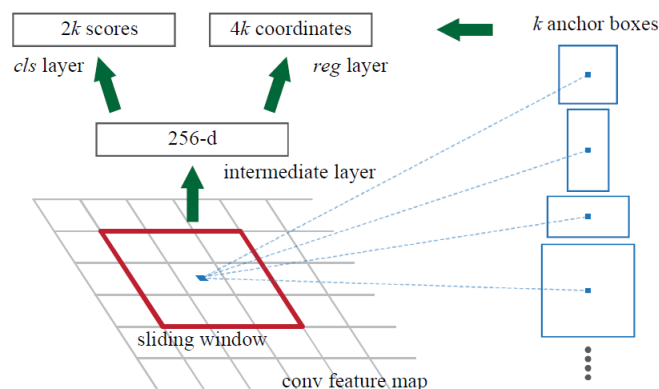 2k scores
4k coordinates
k anchor boxes
cls layer
reg layer
256-d
intermediate layer
sliding window
conv feature map